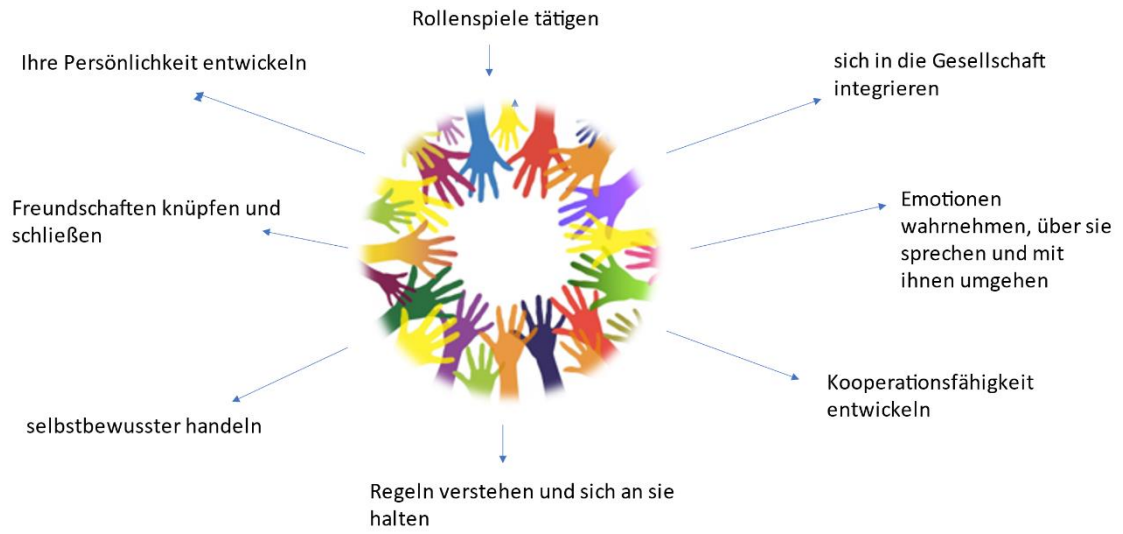 Rollenspiele tätigen
Ihre Persönlichkeit entwickeln
sich in die Gesellschaft
integrieren
Freundschaften knüpfen und
schließen
Emotionen
wahrnehmen, über sie
sprechen und mit
ihnen umgehen
selbstbewusster handeln
Kooperationsfähigkeit
entwickeln
Regeln verstehen und sich an sie
halten